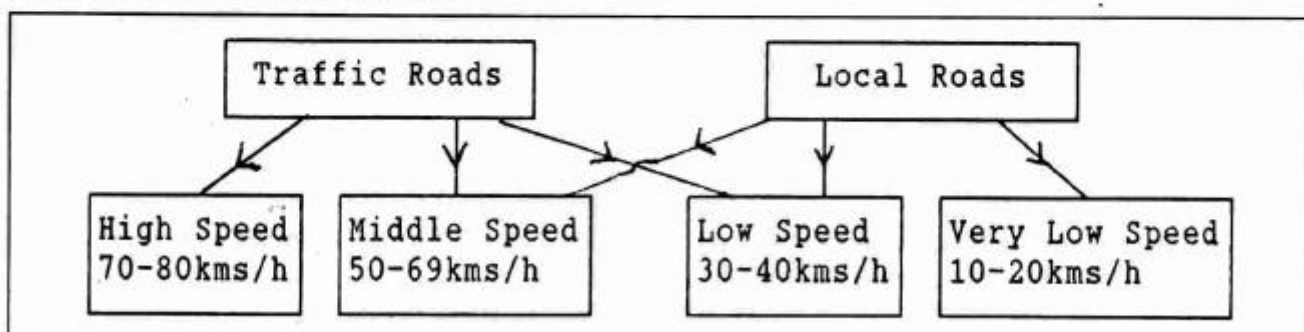 Traffic Roads
Local Roads
High Speed
70-80kms/h
Middle Speed
50-69kms/h
Low Speed
30-40kms/h
Very Low Speed
10-20kms/h